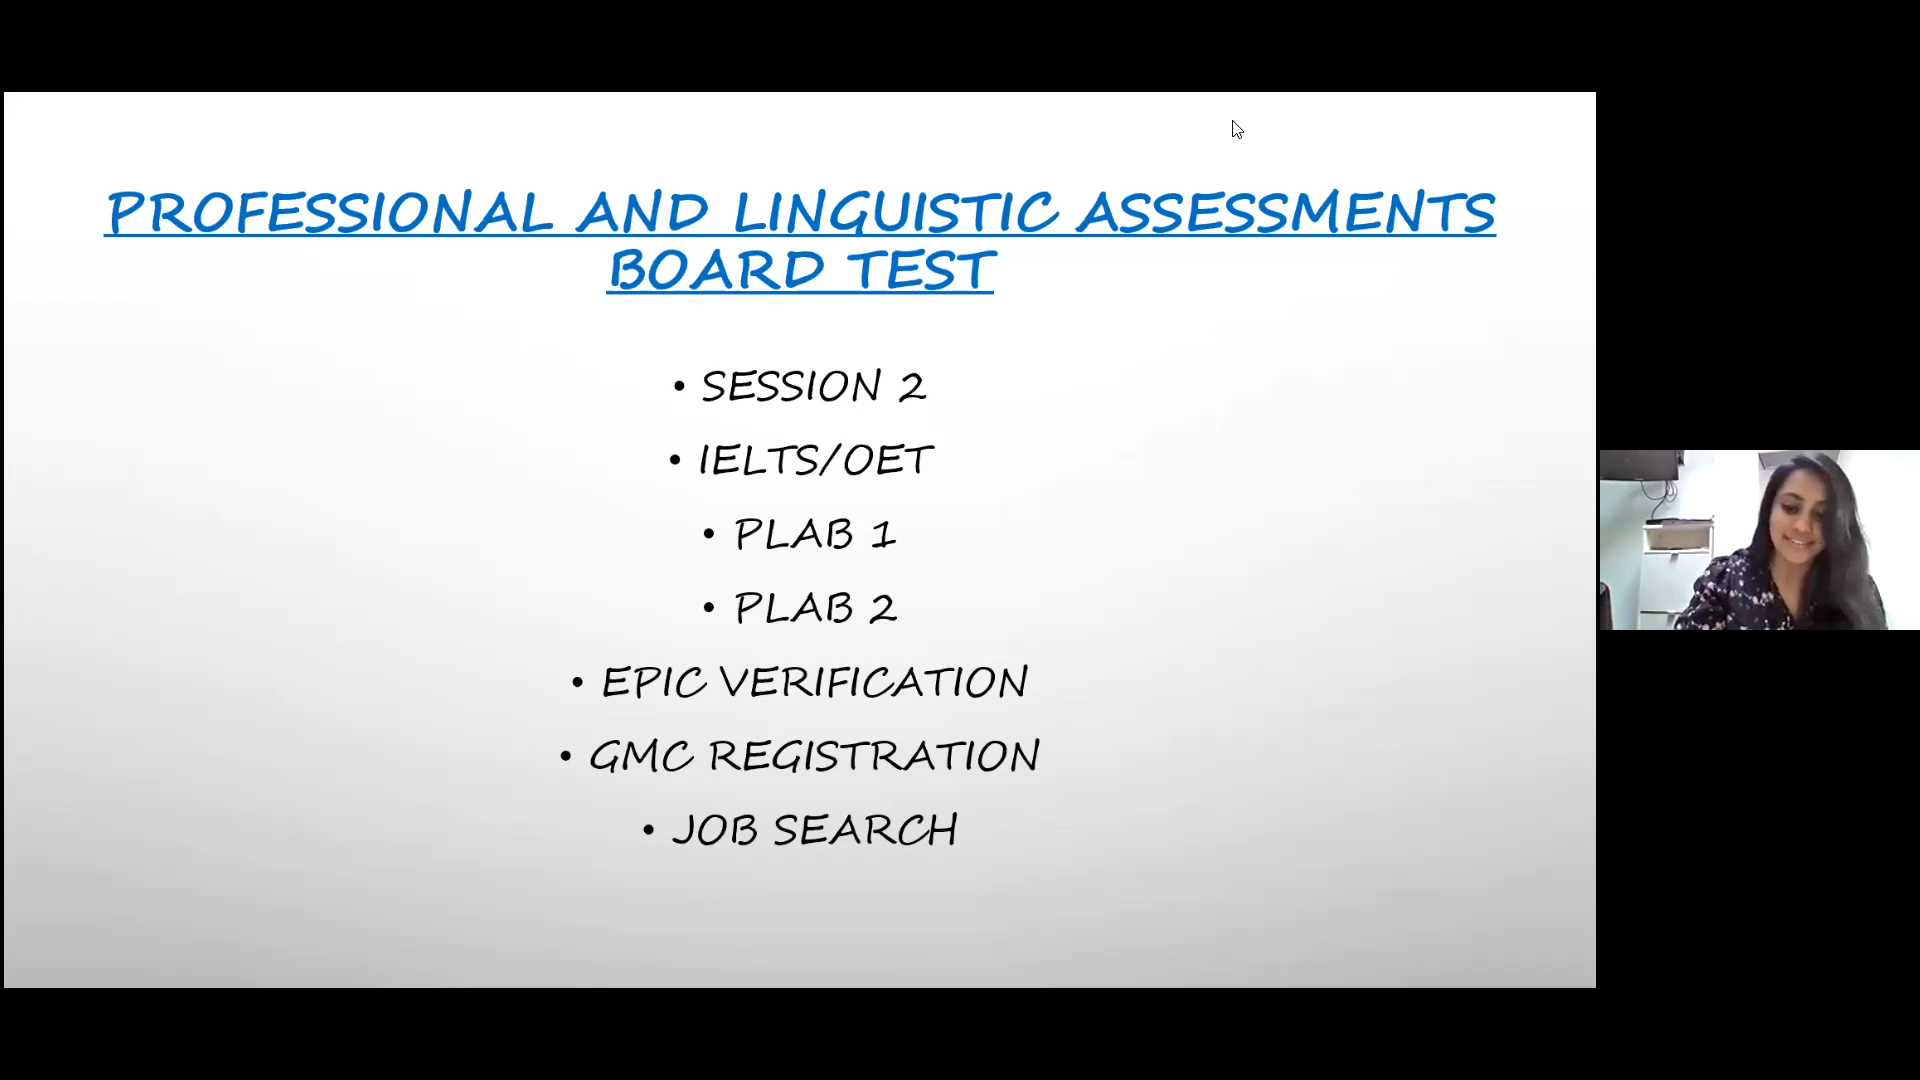 PROFESSIONAL AND LINGUISTIC ASSESSMENTS
BOARD TEST
• SESSION 2
• IELTS/OET
• PLAB 1
• PLAB 2
• EPIC VERIFICATION
• GMC REGISTRATION
• JOB SEARCH